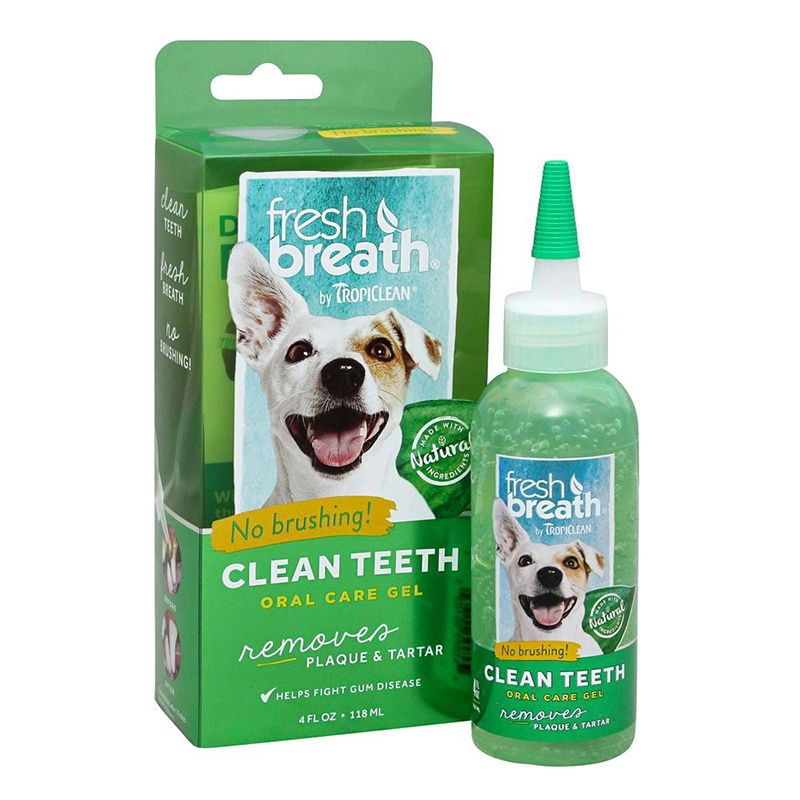 No brushing!
clean
TEETH
fresh
BREATH
no
BRUSHING!
fresh
breath®
by TROPICLEAN®
MADE WITH
Natural
INGREDIENTS
No brushing!
CLEAN TEETH
ORAL CARE GEL
removes
PLAQUE & TARTAR
✓HELPS FIGHT GUM DISEASE
4 FL OZ • 118 ML
fresh
breath
by TROPICLEAN
MADE WITH
Natural
INGREDIENTS
No brushing!
CLEAN TEETH
ORAL CARE GEL
removes
PLAQUE & TARTAR